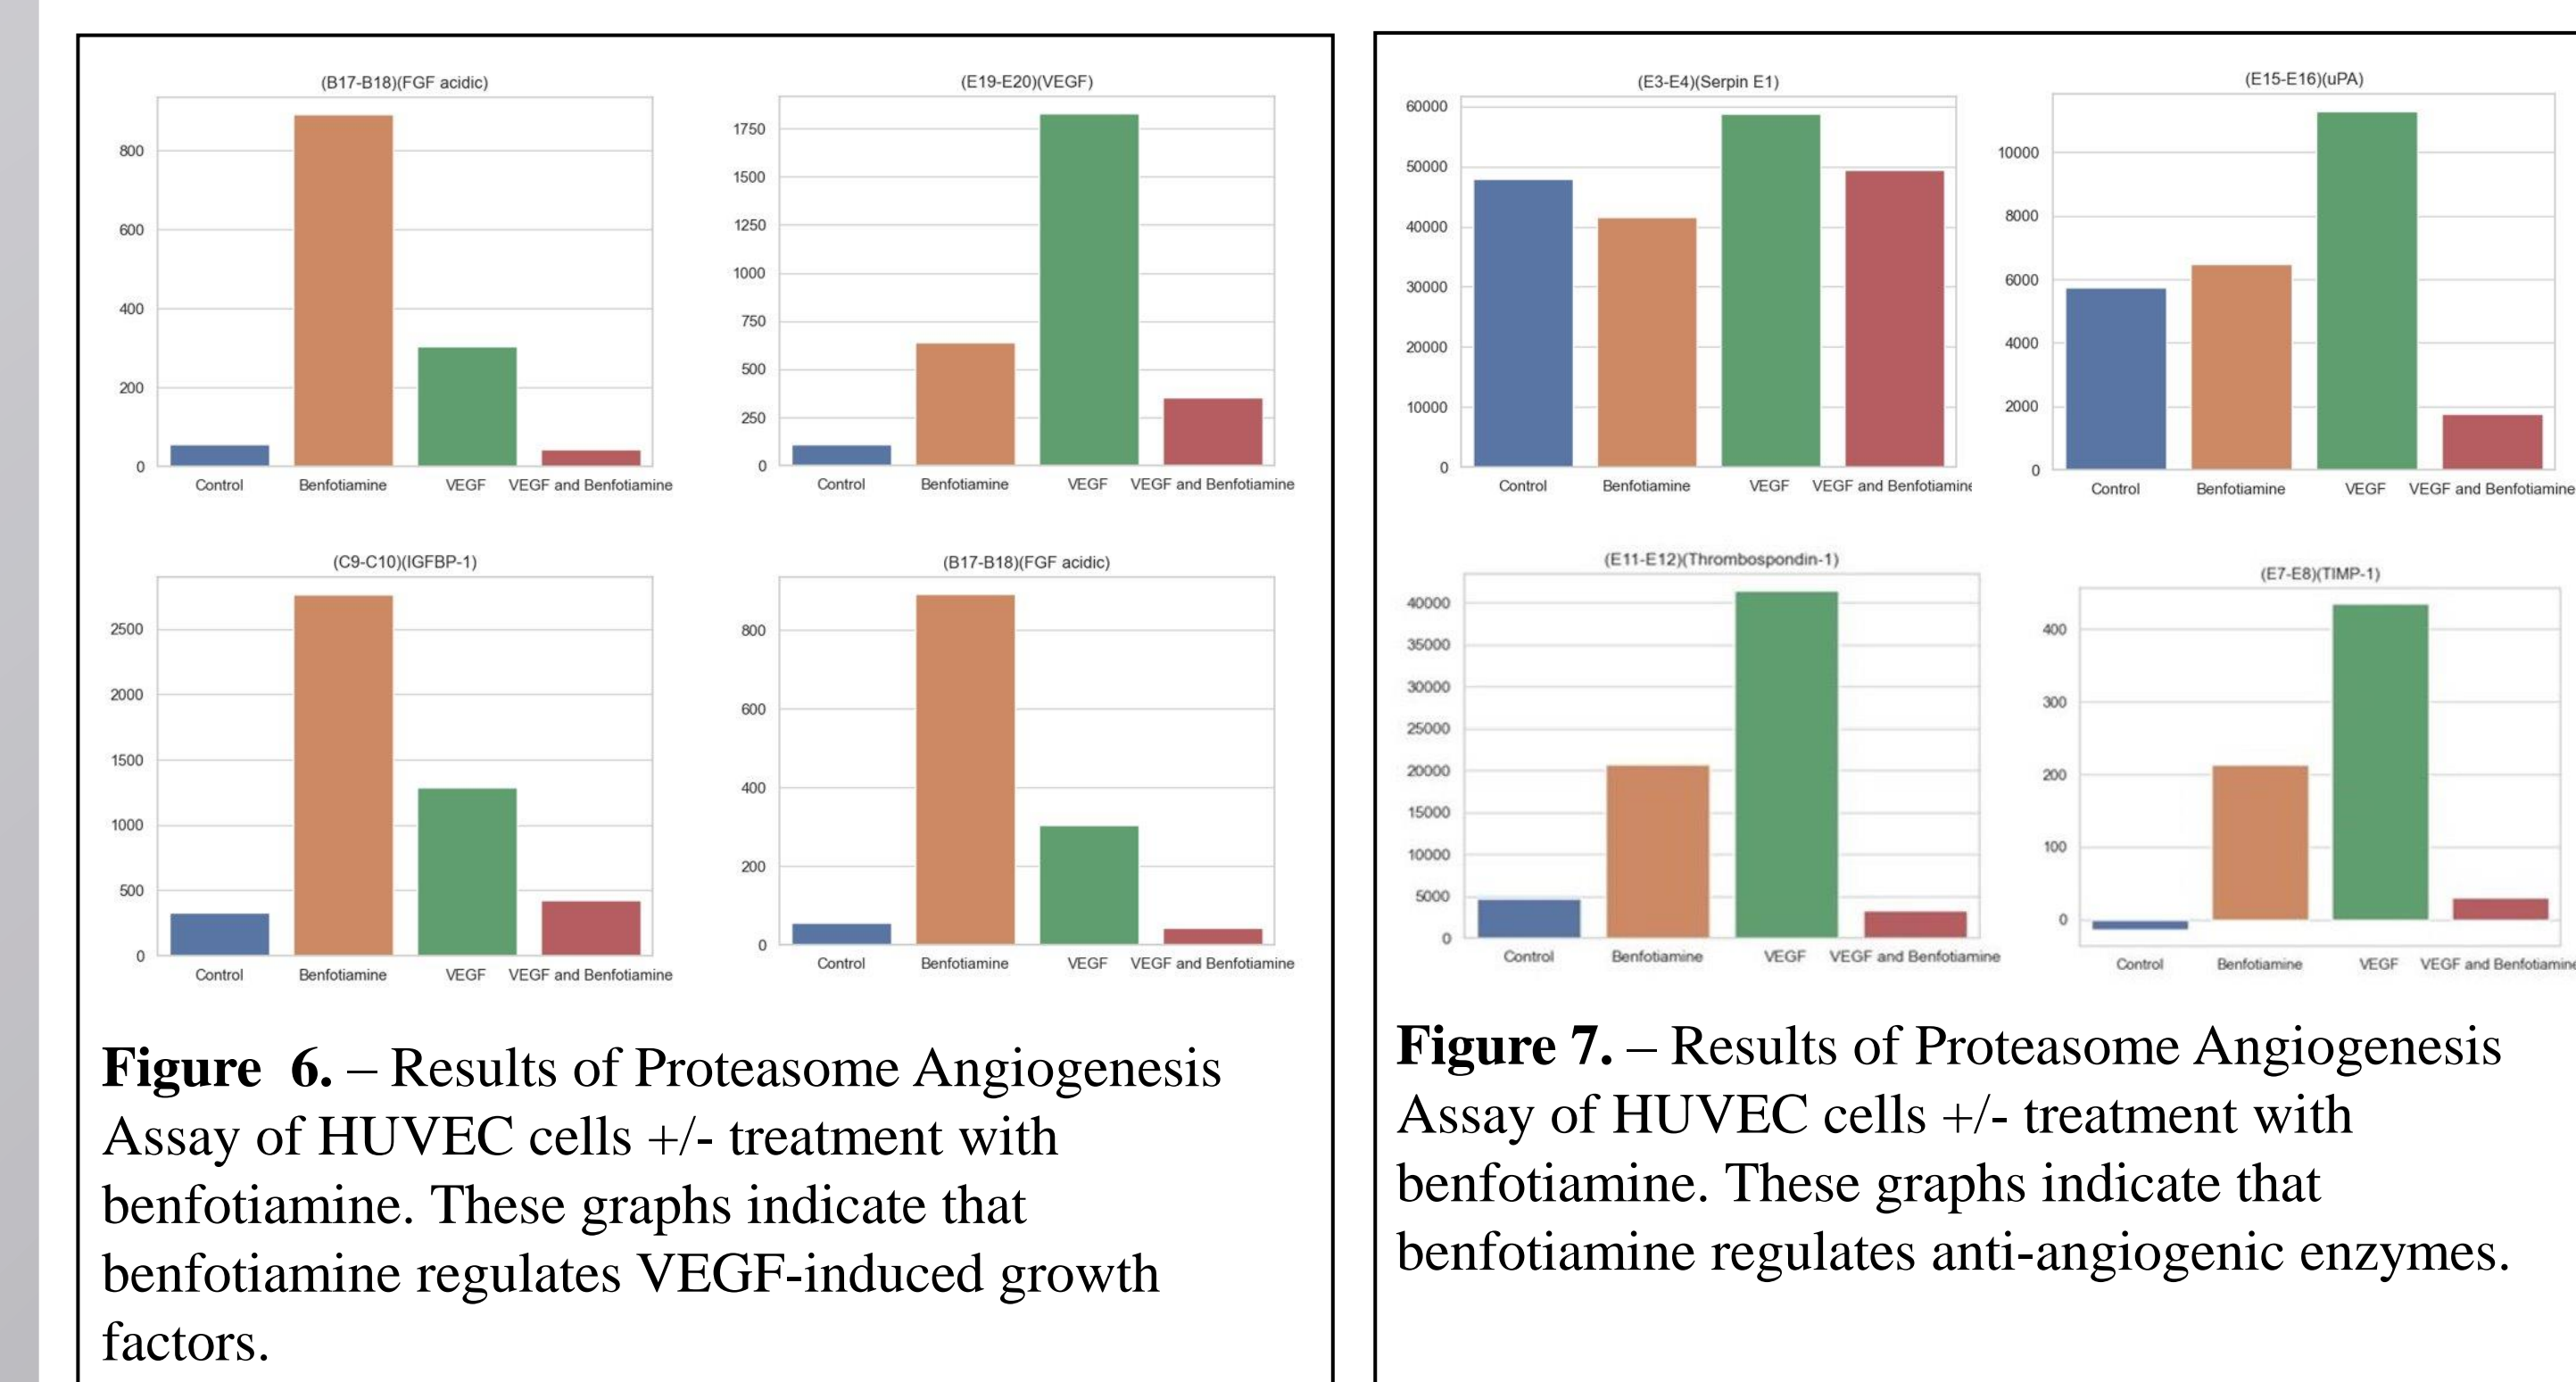 (B17-B18)(FGF acidic)
800
600
400
200
0
Control Benfotiamine VEGF VEGF and Benfotiamine
(E19-E20)(VEGF)
1750
1500
1250
1000
750
500
250
0
Control Benfotiamine VEGF VEGF and Benfotiamine
(C9-C10)(IGFBP-1)
2500
2000
1500
1000
500
0
Control Benfotiamine VEGF VEGF and Benfotiamine
(B17-B18)(FGF acidic)
800
600
400
200
0
Control Benfotiamine VEGF VEGF and Benfotiamine
Figure 6. – Results of Proteasome Angiogenesis
Assay of HUVEC cells +/- treatment with
benfotiamine. These graphs indicate that
benfotiamine regulates VEGF-induced growth
factors.
(E3-E4)(Serpin E1)
60000
50000
40000
30000
20000
10000
0
Control Benfotiamine VEGF VEGF and Benfotiamine
(E15-E16)(uPA)
10000
8000
6000
4000
2000
0
Control Benfotiamine VEGF VEGF and Benfotiamine
(E11-E12)(Thrombospondin-1)
40000
35000
30000
25000
20000
15000
10000
5000
0
Control Benfotiamine VEGF VEGF and Benfotiamine
(E7-E8)(TIMP-1)
400
300
200
100
0
Control Benfotiamine VEGF VEGF and Benfotiamine
Figure 7. – Results of Proteasome Angiogenesis
Assay of HUVEC cells +/- treatment with
benfotiamine. These graphs indicate that
benfotiamine regulates anti-angiogenic enzymes.